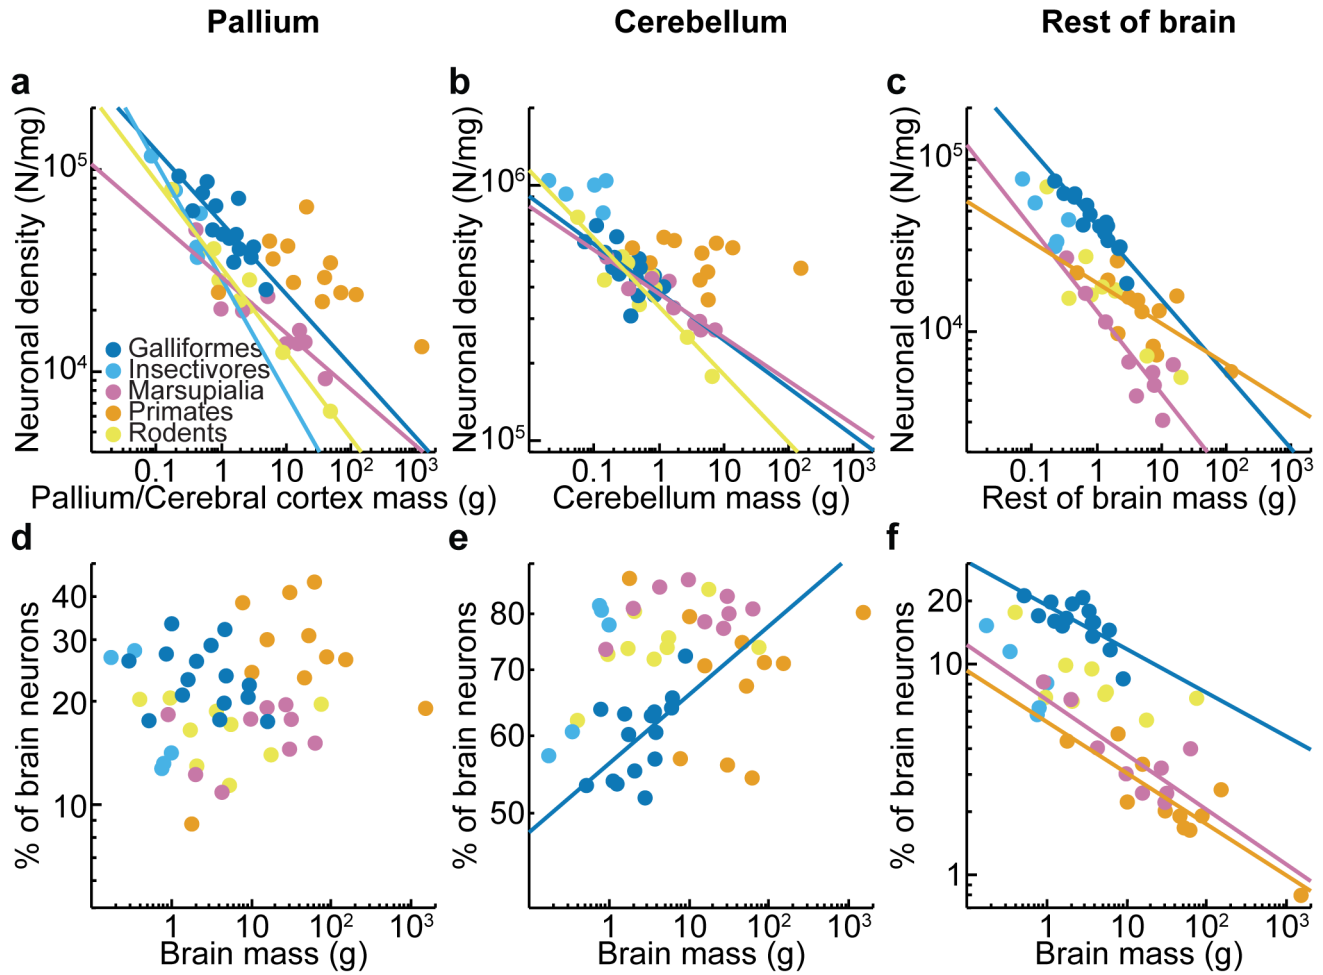 Pallium
Cerebellum
Rest of brain
a
Neuronal density (N/mg)
10⁵
10⁴
Galliformes
Insectivores
Marsupialia
Primates
Rodents
0.1 1 10 10² 10³
Pallium/Cerebral cortex mass (g)
b
Neuronal density (N/mg)
10⁶
10⁵
0.1 1 10 10² 10³
Cerebellum mass (g)
c
Neuronal density (N/mg)
10⁵
10⁴
0.1 1 10 10² 10³
Rest of brain mass (g)
d
% of brain neurons
40
30
20
10
1 10 10² 10³
Brain mass (g)
e
% of brain neurons
80
70
60
50
1 10 10² 10³
Brain mass (g)
f
% of brain neurons
20
10
1
1 10 10² 10³
Brain mass (g)